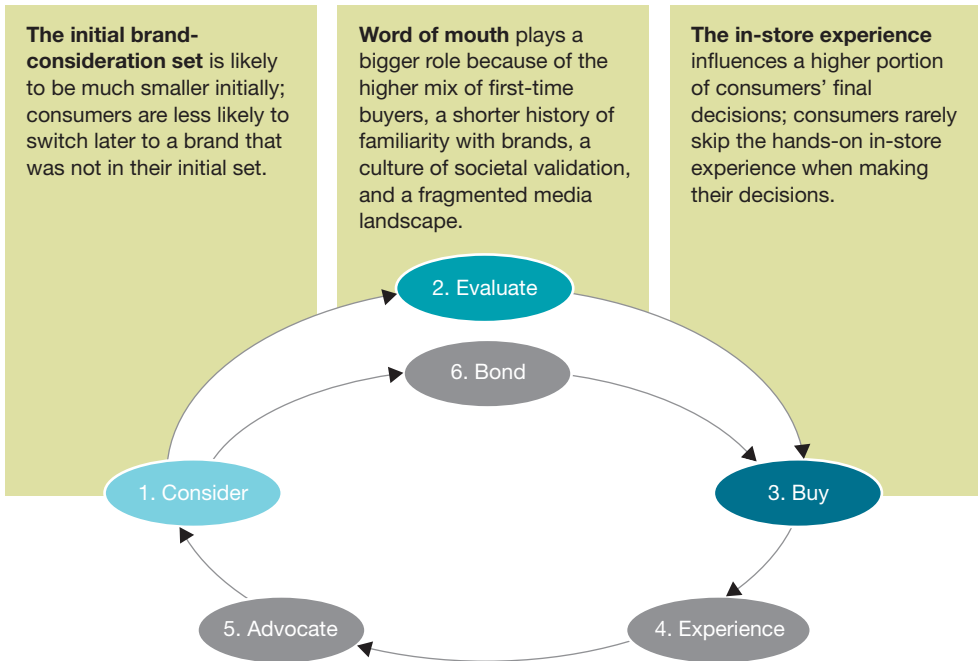 The initial brand-
consideration set is likely
to be much smaller initially;
consumers are less likely to
switch later to a brand that
was not in their initial set.
Word of mouth plays a
bigger role because of the
higher mix of first-time
buyers, a shorter history of
familiarity with brands, a
culture of societal validation,
and a fragmented media
landscape.
The in-store experience
influences a higher portion
of consumers’ final
decisions; consumers rarely
skip the hands-on in-store
experience when making
their decisions.
2. Evaluate
6. Bond
1. Consider
3. Buy
5. Advocate
4. Experience